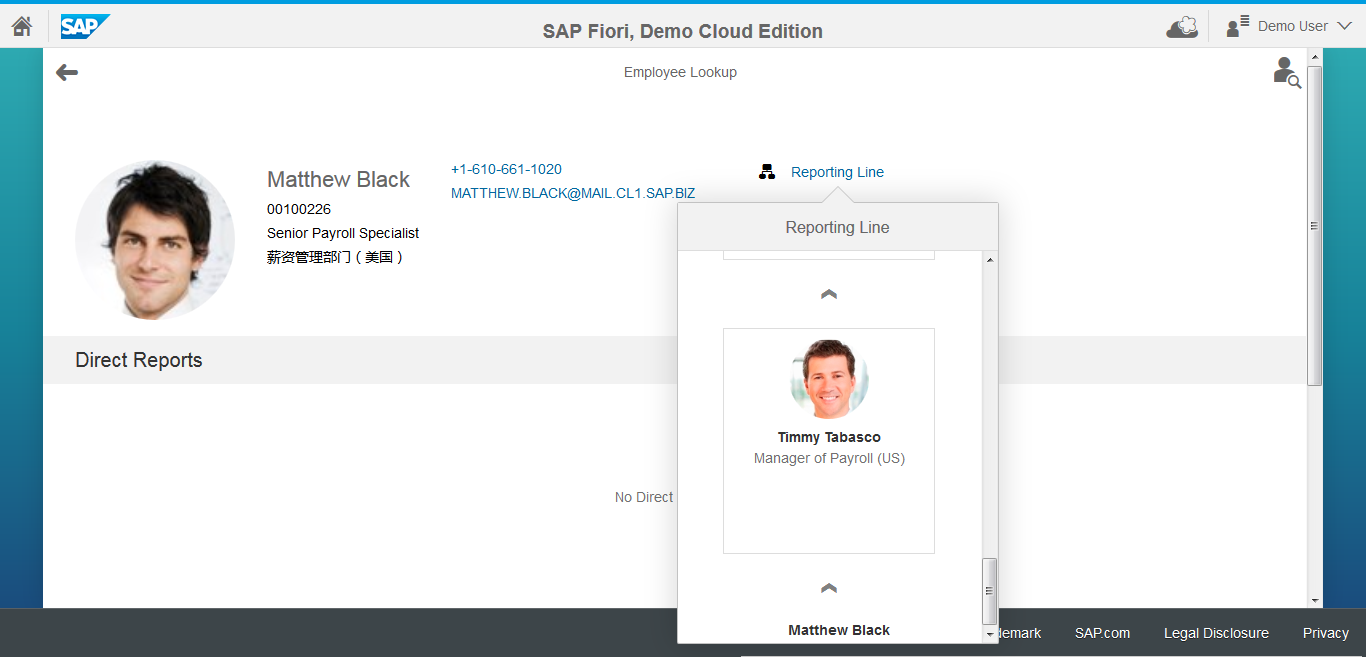 SAP
SAP Fiori, Demo Cloud Edition
Demo User
Employee Lookup
Matthew Black
00100226
Senior Payroll Specialist
薪资管理部门（美国）
+1-610-661-1020
MATTHEW.BLACK@MAIL.CL1.SAP.BIZ
Reporting Line
Reporting Line
Timmy Tabasco
Manager of Payroll (US)
Matthew Black
Direct Reports
No Direct
SAP.com
Legal Disclosure
Privacy